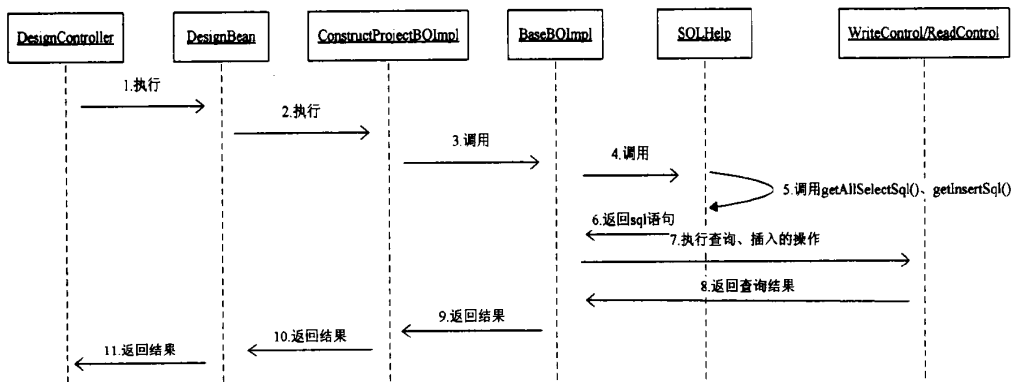 DesignController
DesignBean
ConstructProjectBOImpl
BaseBOImpl
SOLHelp
WriteControl/ReadControl
1.执行
2.执行
3.调用
4.调用
5.调用getAllSelectSql()、getInsertSql()
6.返回sql语句
7.执行查询、插入的操作
8.返回查询结果
9.返回结果
10.返回结果
11.返回结果